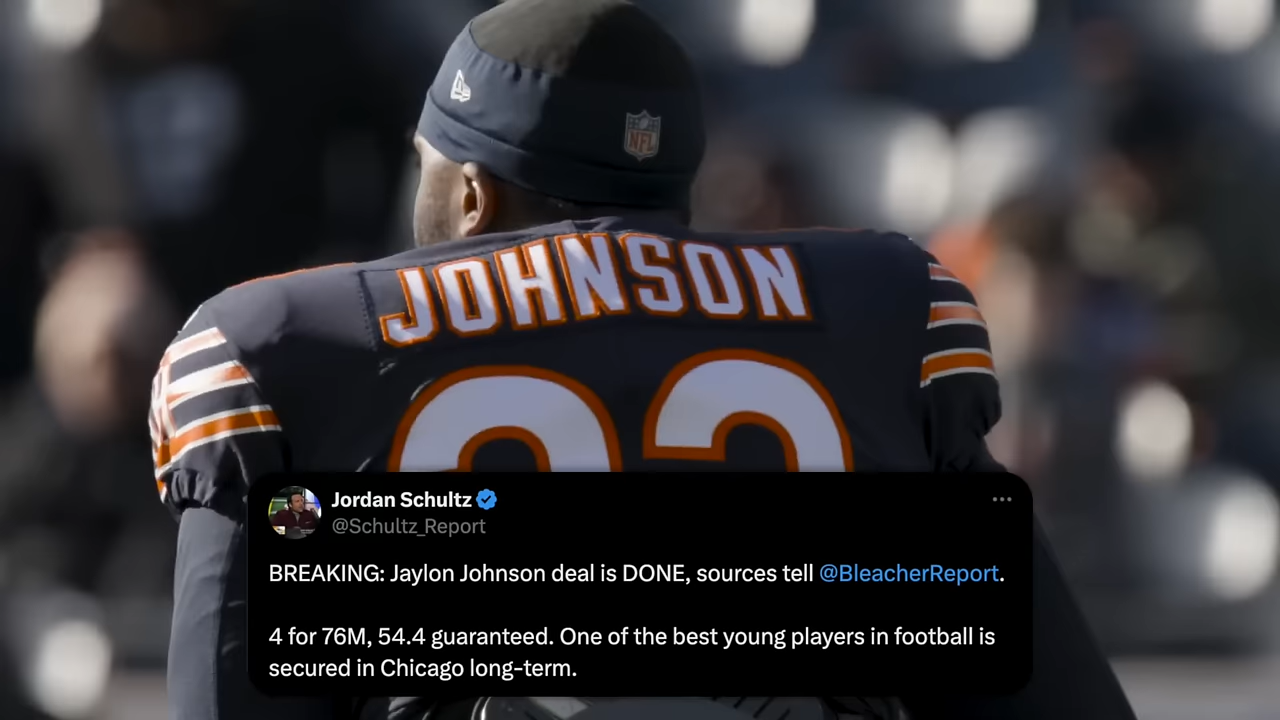 NFL
JOHNSON
Jordan Schultz
@Schultz_Report
BREAKING: Jaylon Johnson deal is DONE, sources tell @BleacherReport.
4 for 76M, 54.4 guaranteed. One of the best young players in football is
secured in Chicago long-term.